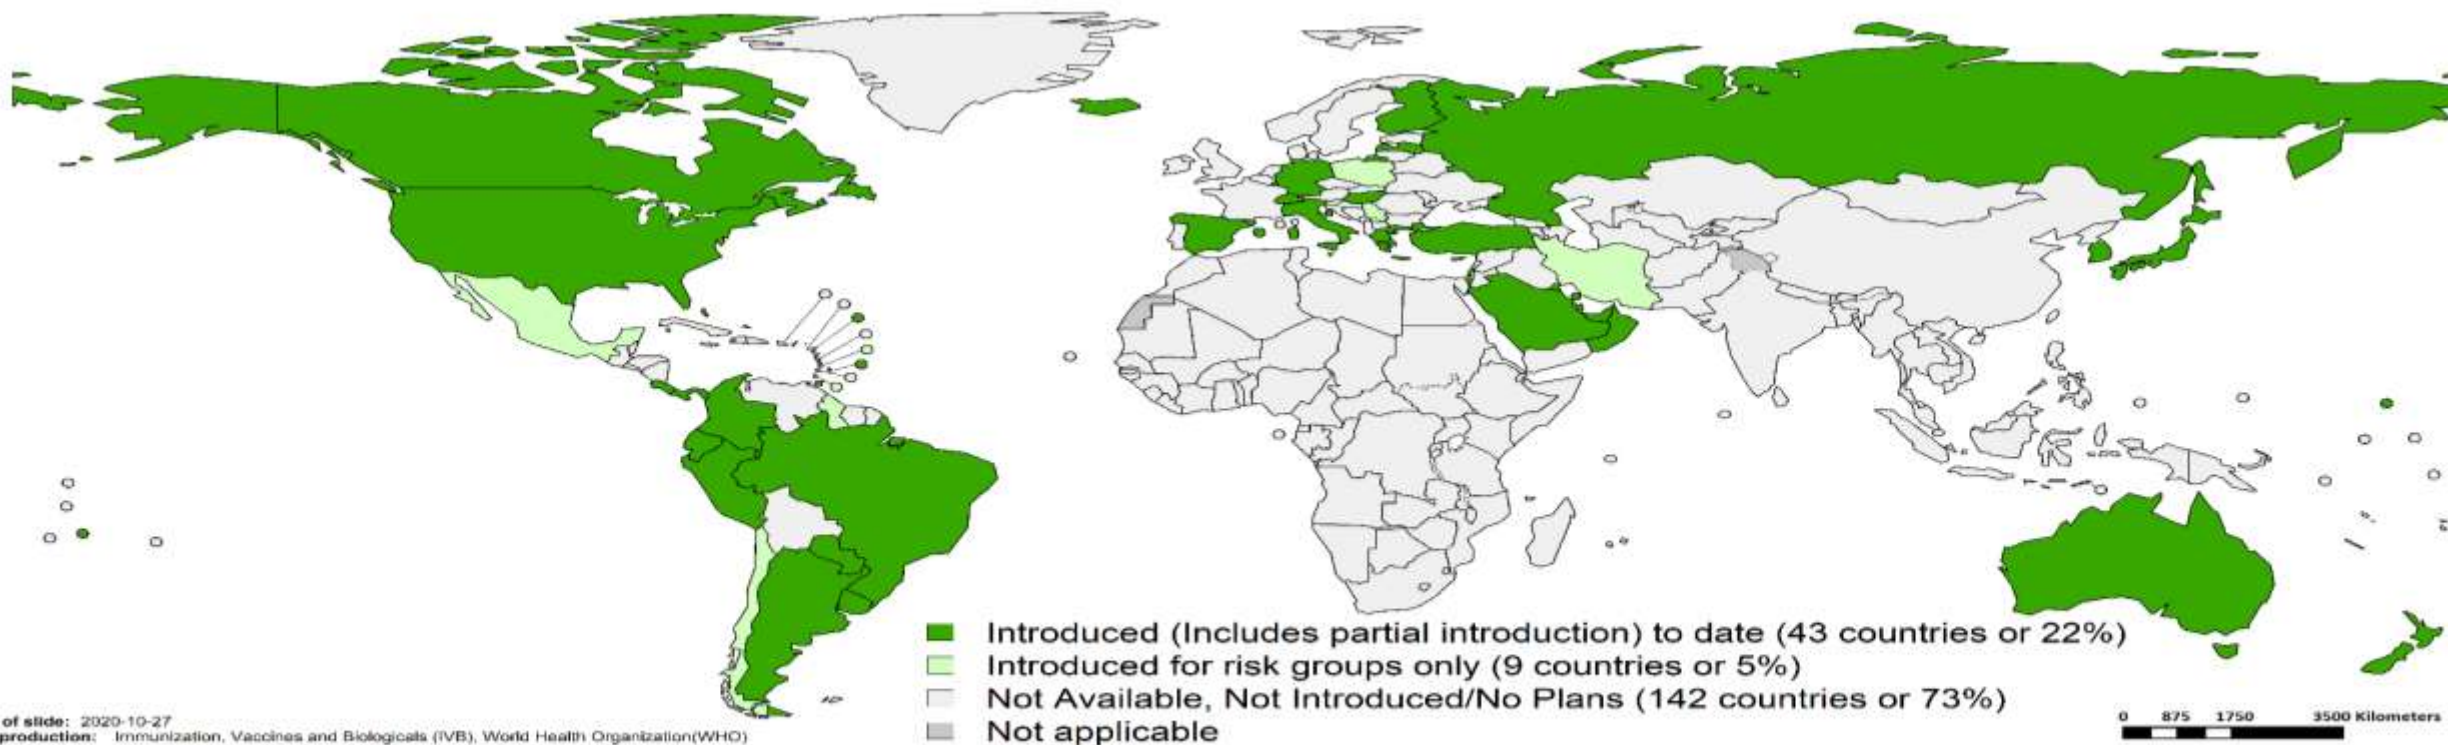 Introduced (Includes partial introduction) to date (43 countries or 22%)
Introduced for risk groups only (9 countries or 5%)
Not Available, Not Introduced/No Plans (142 countries or 73%)
Not applicable
of slide: 2020-10-27
production: Immunization, Vaccines and Biologicals (IVB), World Health Organization(WHO)
0 875 1750 3500 Kilometers